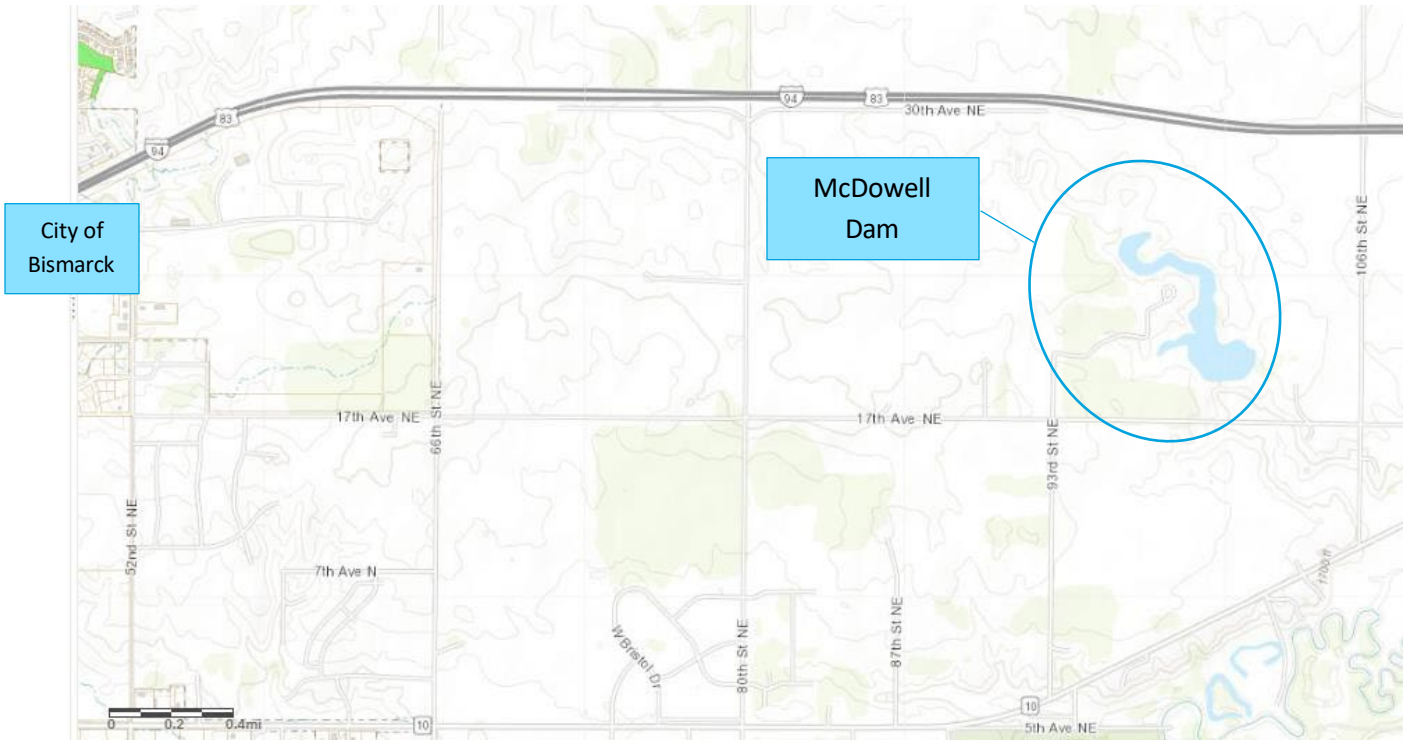 83
94
94
83
30th Ave NE
McDowell
Dam
City of
Bismarck
106th St NE
17th Ave NE
66th St NE
17th Ave NE
93rd St NE
52nd St NE
7th Ave N
1700 ft
W Bristol Dr
80th St NE
87th St NE
0 0.2 0.4mi
10
10
5th Ave NE